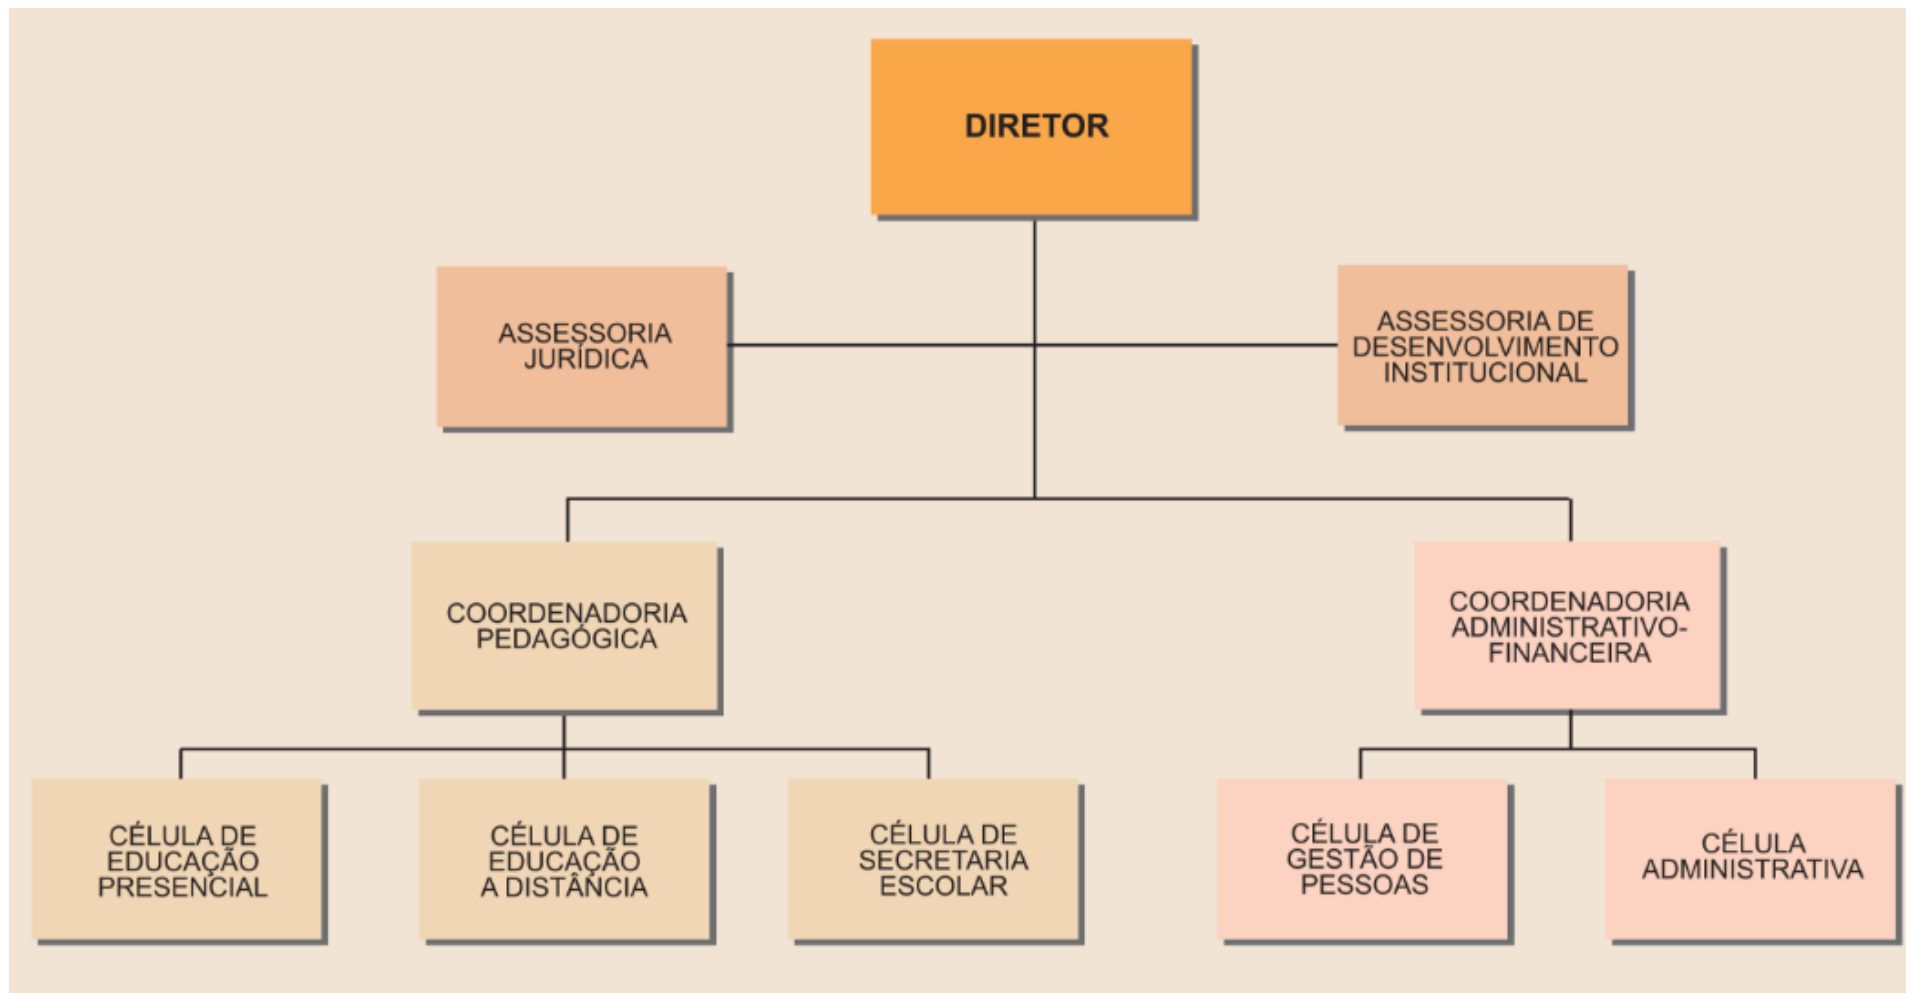 DIRETOR
ASSESSORIA
JURÍDICA
ASSESSORIA DE
DESENVOLVIMENTO
INSTITUCIONAL
COORDENADORIA
PEDAGÓGICA
COORDENADORIA
ADMINISTRATIVO-
FINANCEIRA
CÉLULA DE
EDUCAÇÃO
PRESENCIAL
CÉLULA DE
EDUCAÇÃO
A DISTÂNCIA
CÉLULA DE
SECRETARIA
ESCOLAR
CÉLULA DE
GESTÃO DE
PESSOAS
CÉLULA
ADMINISTRATIVA